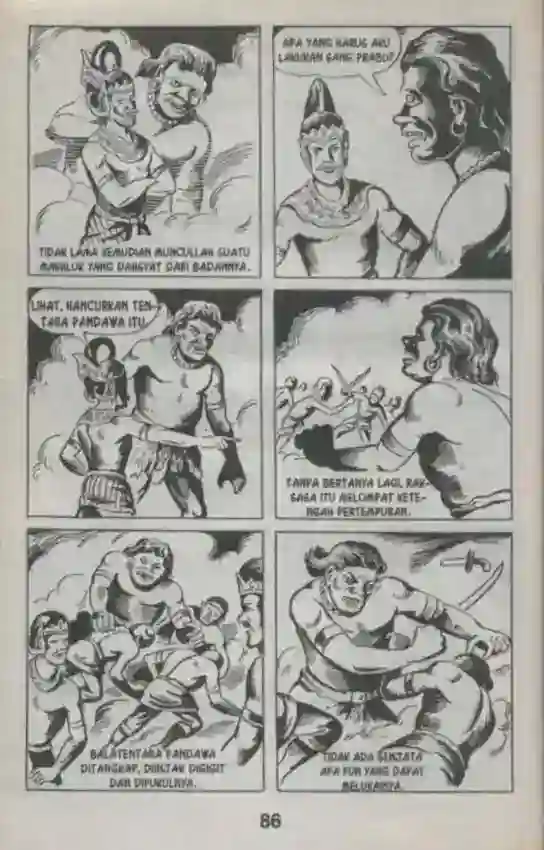 TIDAK LAMA KEMUDIAN MUNCULLAH SUATU
MAKHLUK YANG DAHSYAT DARI BADANNYA.
APA YANG HARUS AKU
LAKUKAN SANG PRABU?
LIHAT, HANCURKAN TEN-
TARA PANDAWA ITU.
TANPA BERTANYA LAGI, RAK-
SASA ITU MELOMPAT KETE-
NGAH PERTEMPURAN.
BALATENTARA PANDAWA
DITANGKAP, DIINJAK DIGIGIT
DAN DIPUKULNYA.
TIDAK ADA SENJATA
APA PUN YANG DAPAT
MELUKAINYA.
86